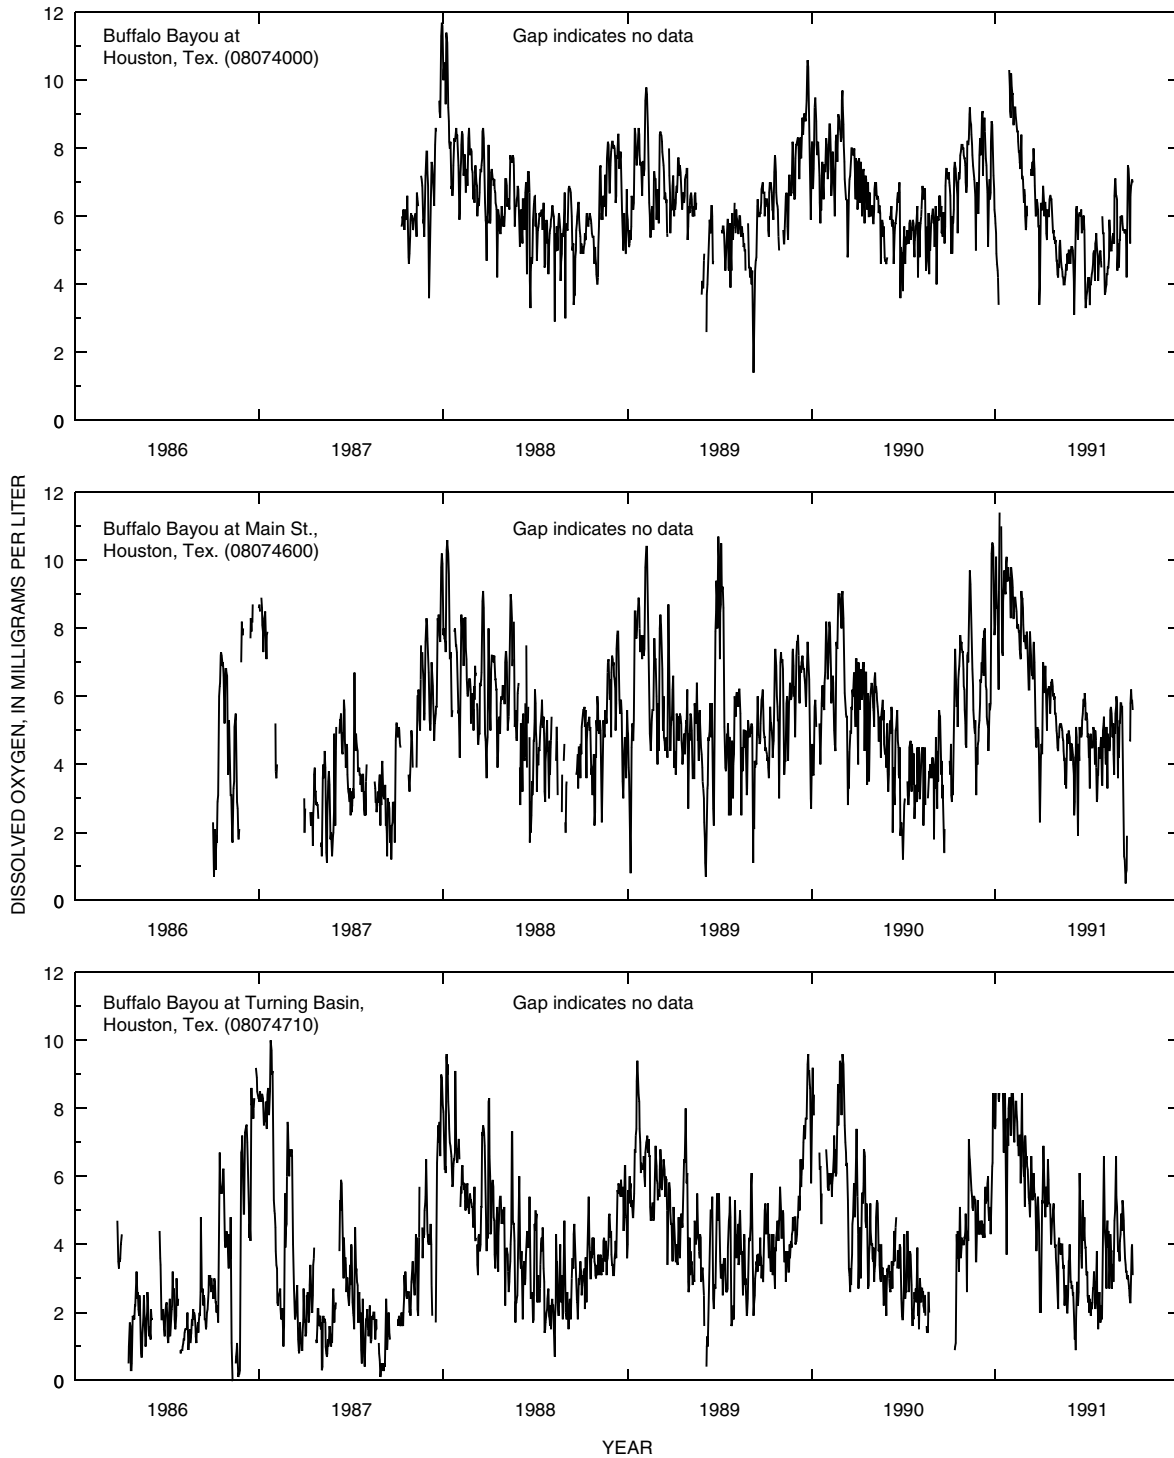 DISSOLVED OXYGEN, IN MILLIGRAMS PER LITER
12
10
8
6
4
2
0
Buffalo Bayou at
Houston, Tex. (08074000)
Gap indicates no data
1986 1987 1988 1989 1990 1991
12
10
8
6
4
2
0
Buffalo Bayou at Main St.,
Houston, Tex. (08074600)
Gap indicates no data
1986 1987 1988 1989 1990 1991
12
10
8
6
4
2
0
Buffalo Bayou at Turning Basin,
Houston, Tex. (08074710)
Gap indicates no data
1986 1987 1988 1989 1990 1991
YEAR